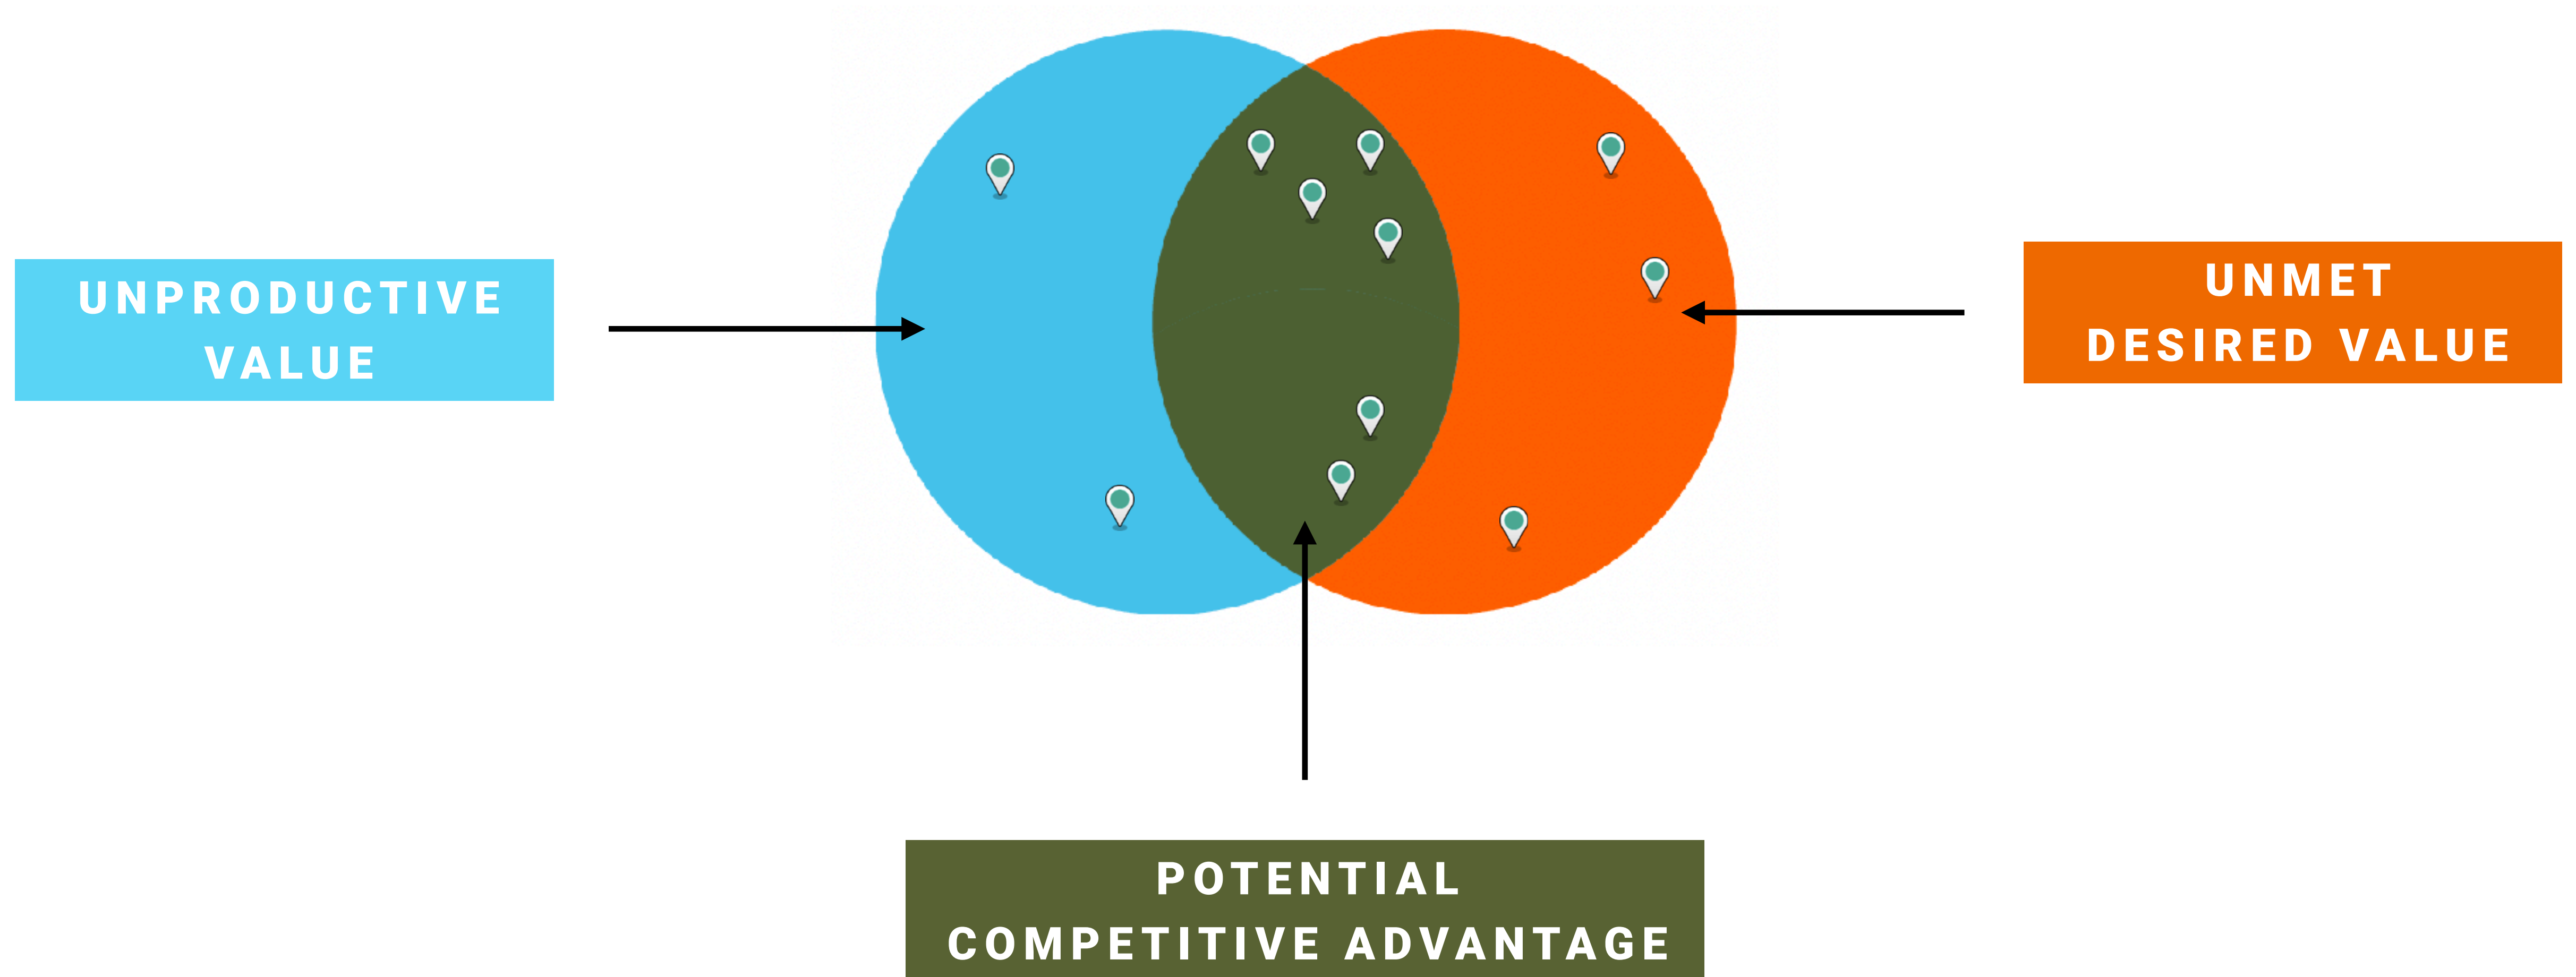 UNPRODUCTIVE
VALUE
UNMET
DESIRED VALUE
POTENTIAL
COMPETITIVE ADVANTAGE